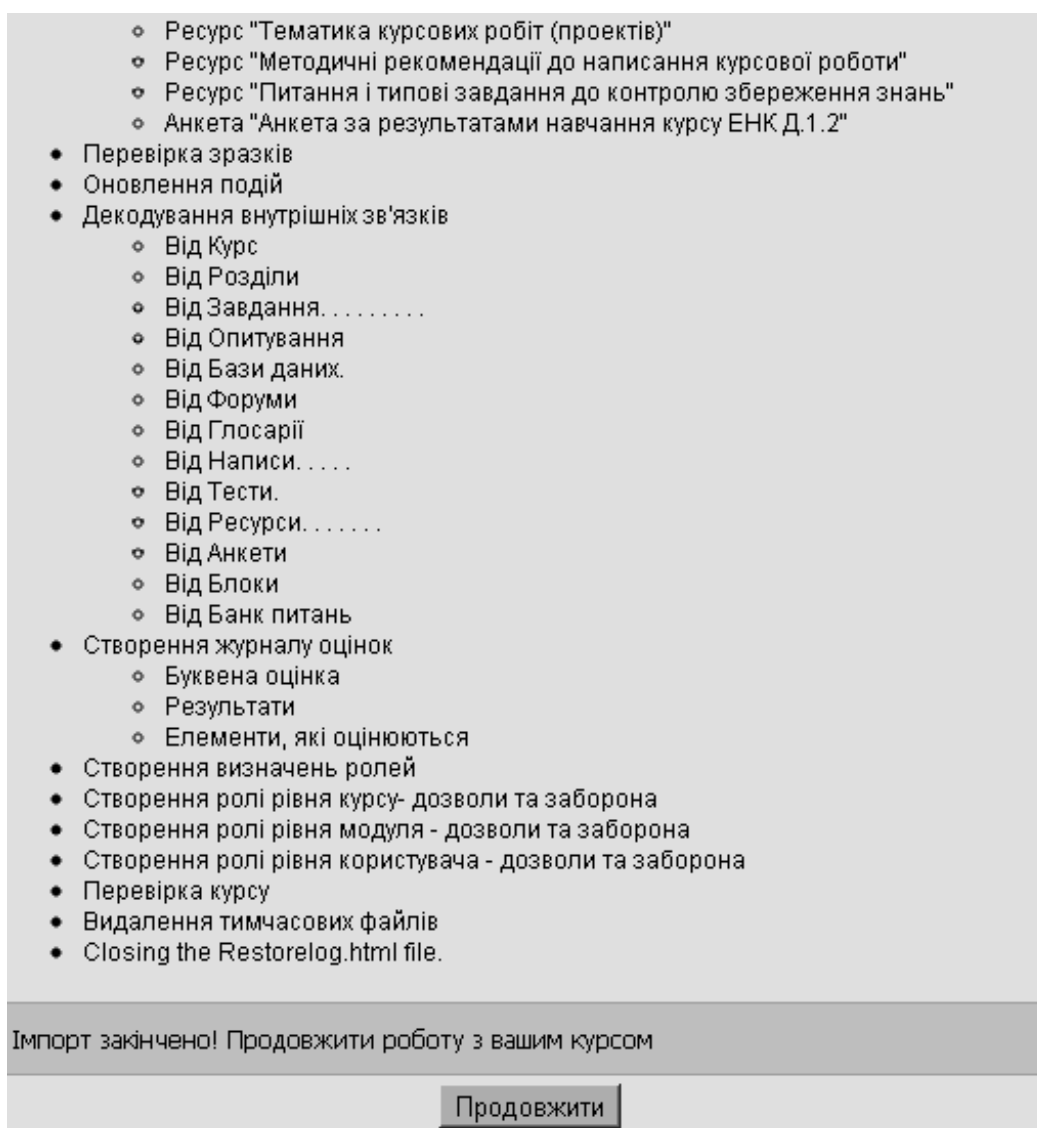 Ресурс "Тематика курсових робіт (проектів)"
Ресурс "Методичні рекомендації до написання курсової роботи"
Ресурс "Питання і типові завдання до контролю збереження знань"
Анкета "Анкета за результатами навчання курсу ЕНК Д.1.2"
Перевірка зразків
Оновлення подій
Декодування внутрішніх зв'язків
Від Курс
Від Розділи
Від Завдання. . . . . . . . .
Від Опитування
Від Бази даних.
Від Форуми
Від Глосарії
Від Написи. . . . .
Від Тести.
Від Ресурси. . . . . . .
Від Анкети
Від Блоки
Від Банк питань
Створення журналу оцінок
Буквена оцінка
Результати
Елементи, які оцінюються
Створення визначень ролей
Створення ролі рівня курсу- дозволи та заборона
Створення ролі рівня модуля - дозволи та заборона
Створення ролі рівня користувача - дозволи та заборона
Перевірка курсу
Видалення тимчасових файлів
Closing the Restorelog.html file.
Імпорт закінчено! Продовжити роботу з вашим курсом
Продовжити